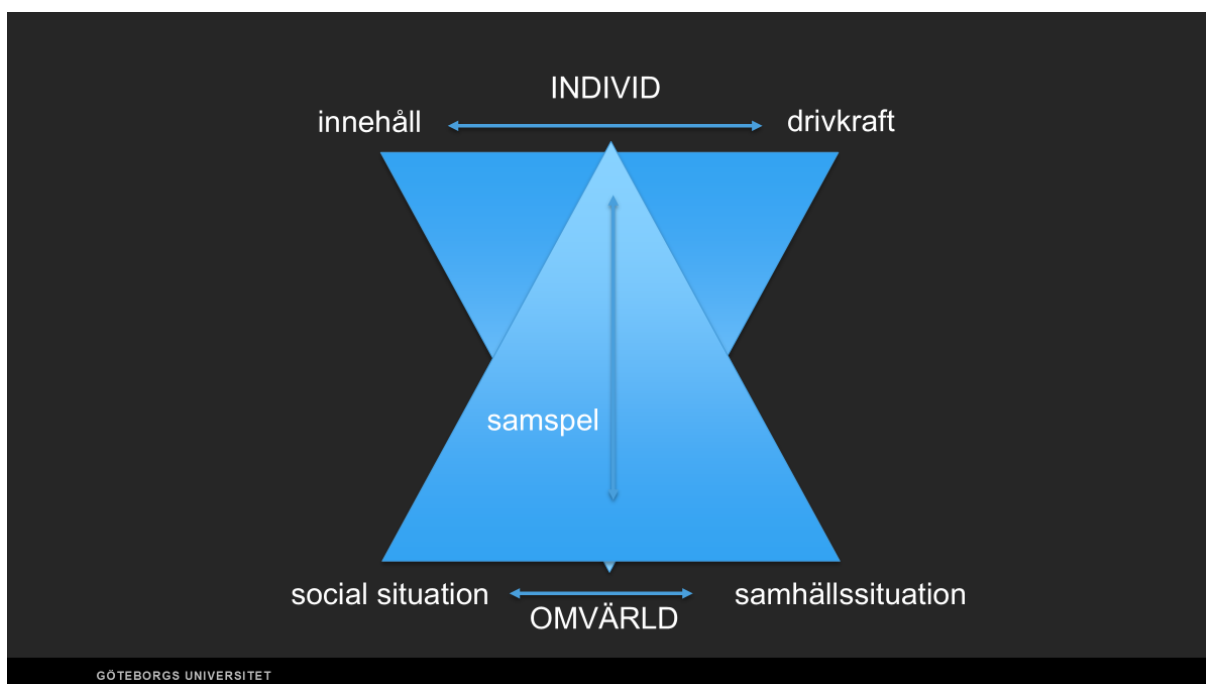 INDIVID
innehåll
drivkraft
samspel
social situation
samhällssituation
OMVÄRLD
GÖTEBORGS UNIVERSITET